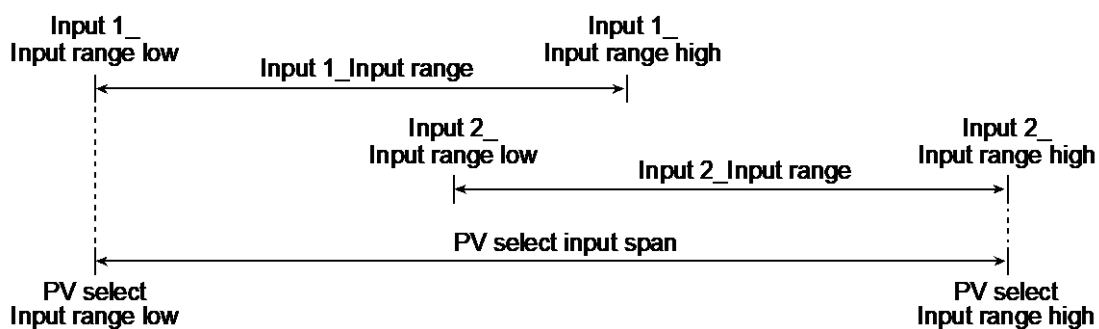 Input 1_
Input range low
Input 1_
Input range high
Input 1_Input range
Input 2_
Input range low
Input 2_
Input range high
Input 2_Input range
PV select input span
PV select
Input range low
PV select
Input range high